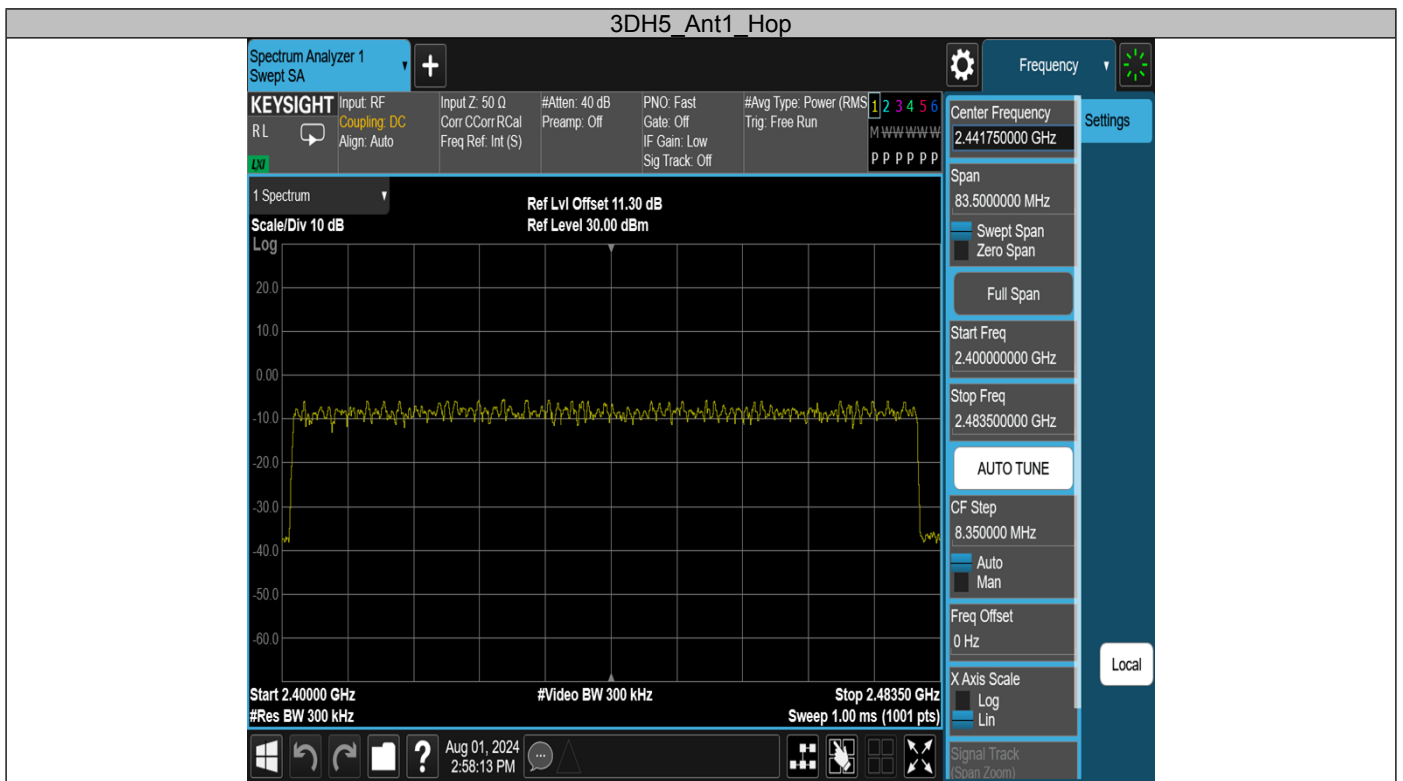 3DH5_Ant1_Hop
Spectrum Analyzer 1
Swept SA
Frequency
KEYSIGHT
R L
LXI
Input: RF
Coupling: DC
Align: Auto
Input Z: 50 Ω
Corr CCorr RCal
Freq Ref: Int (S)
#Atten: 40 dB
Preamp: Off
PNO: Fast
Gate: Off
IF Gain: Low
Sig Track: Off
#Avg Type: Power (RMS
Trig: Free Run
1 2 3 4 5 6
M W W W W W
P P P P P P
Center Frequency
2.441750000 GHz
Settings
Span
83.5000000 MHz
Swept Span
Zero Span
Full Span
Start Freq
2.400000000 GHz
Stop Freq
2.483500000 GHz
AUTO TUNE
CF Step
8.350000 MHz
Auto
Man
Freq Offset
0 Hz
X Axis Scale
Log
Lin
Signal Track
(Span Zoom)
Local
1 Spectrum
Scale/Div 10 dB
Ref Lvl Offset 11.30 dB
Ref Level 30.00 dBm
Log
20.0
10.0
0.00
-10.0
-20.0
-30.0
-40.0
-50.0
-60.0
Start 2.40000 GHz
#Video BW 300 kHz
Stop 2.48350 GHz
#Res BW 300 kHz
Sweep 1.00 ms (1001 pts)
?
Aug 01, 2024
2:58:13 PM